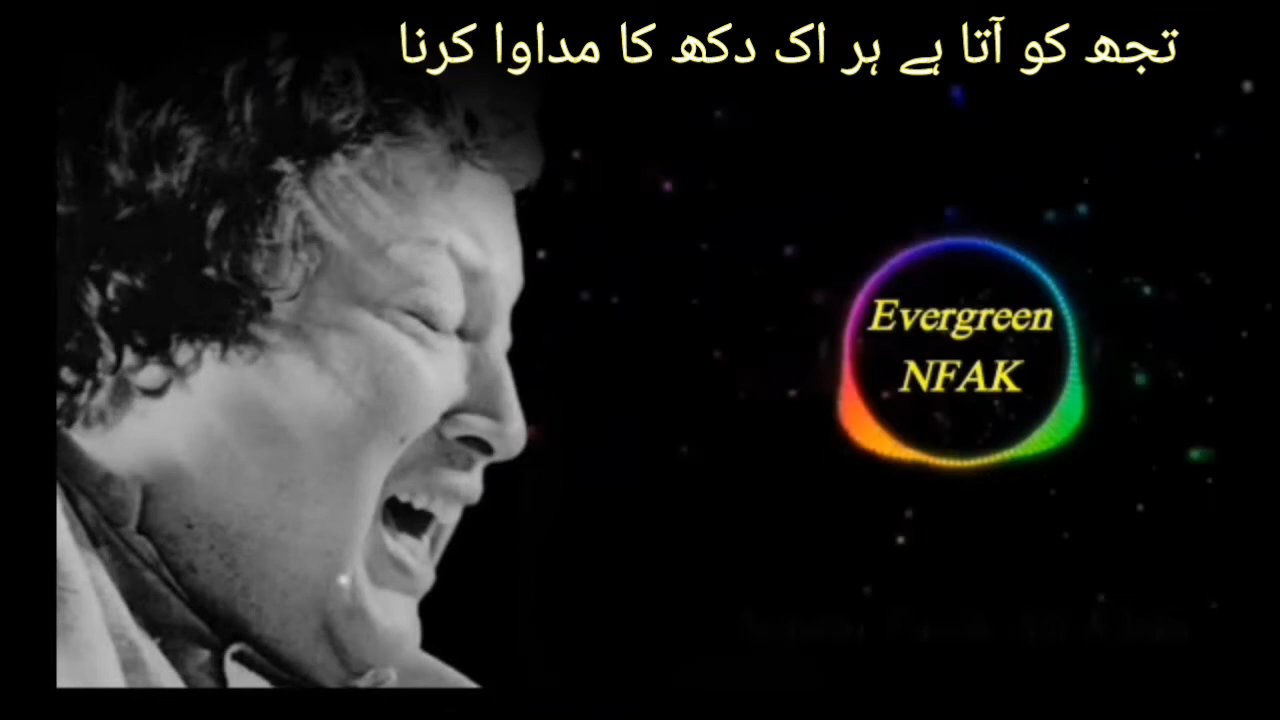 تجھ کو آتا ہے ہر اک دکھ کا مداوا کرنا
Evergreen
NFAK